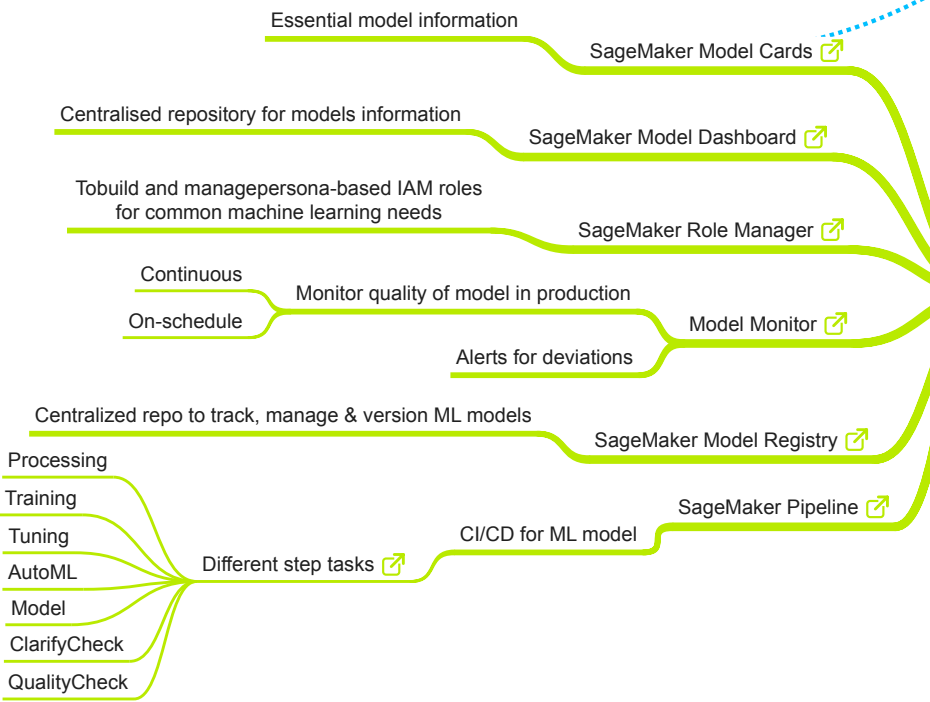 Essential model information
SageMaker Model Cards
Centralised repository for models information
SageMaker Model Dashboard
Tobuild and managepersona-based IAM roles
for common machine learning needs
SageMaker Role Manager
Continuous
On-schedule
Monitor quality of model in production
Alerts for deviations
Model Monitor
Centralized repo to track, manage & version ML models
SageMaker Model Registry
Processing
Training
Tuning
AutoML
Model
ClarifyCheck
QualityCheck
Different step tasks
CI/CD for ML model
SageMaker Pipeline